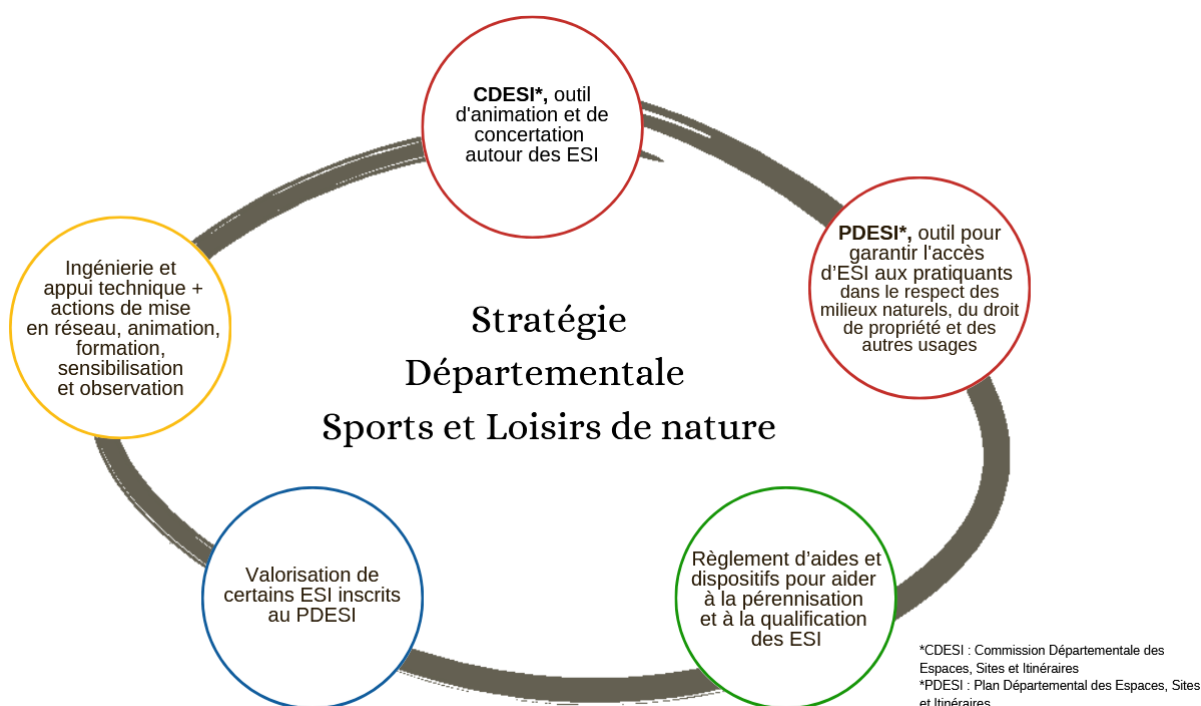 CDESI*, outil
d'animation et de
concertation
autour des ESI
PDESI*, outil pour
garantir l'accès
d'ESI aux pratiquants
dans le respect des
milieux naturels, du droit
de propriété et des
autres usages
Ingénierie et
appui technique +
actions de mise
en réseau, animation,
formation,
sensibilisation
et observation
Stratégie
Départementale
Sports et Loisirs de nature
Valorisation de
certains ESI inscrits
au PDESI
Règlement d'aides et
dispositifs pour aider
à la pérennisation
et à la qualification
des ESI
*CDESI : Commission Départementale des
Espaces, Sites et Itinéraires
*PDESI : Plan Départemental des Espaces, Sites
et Itinéraires